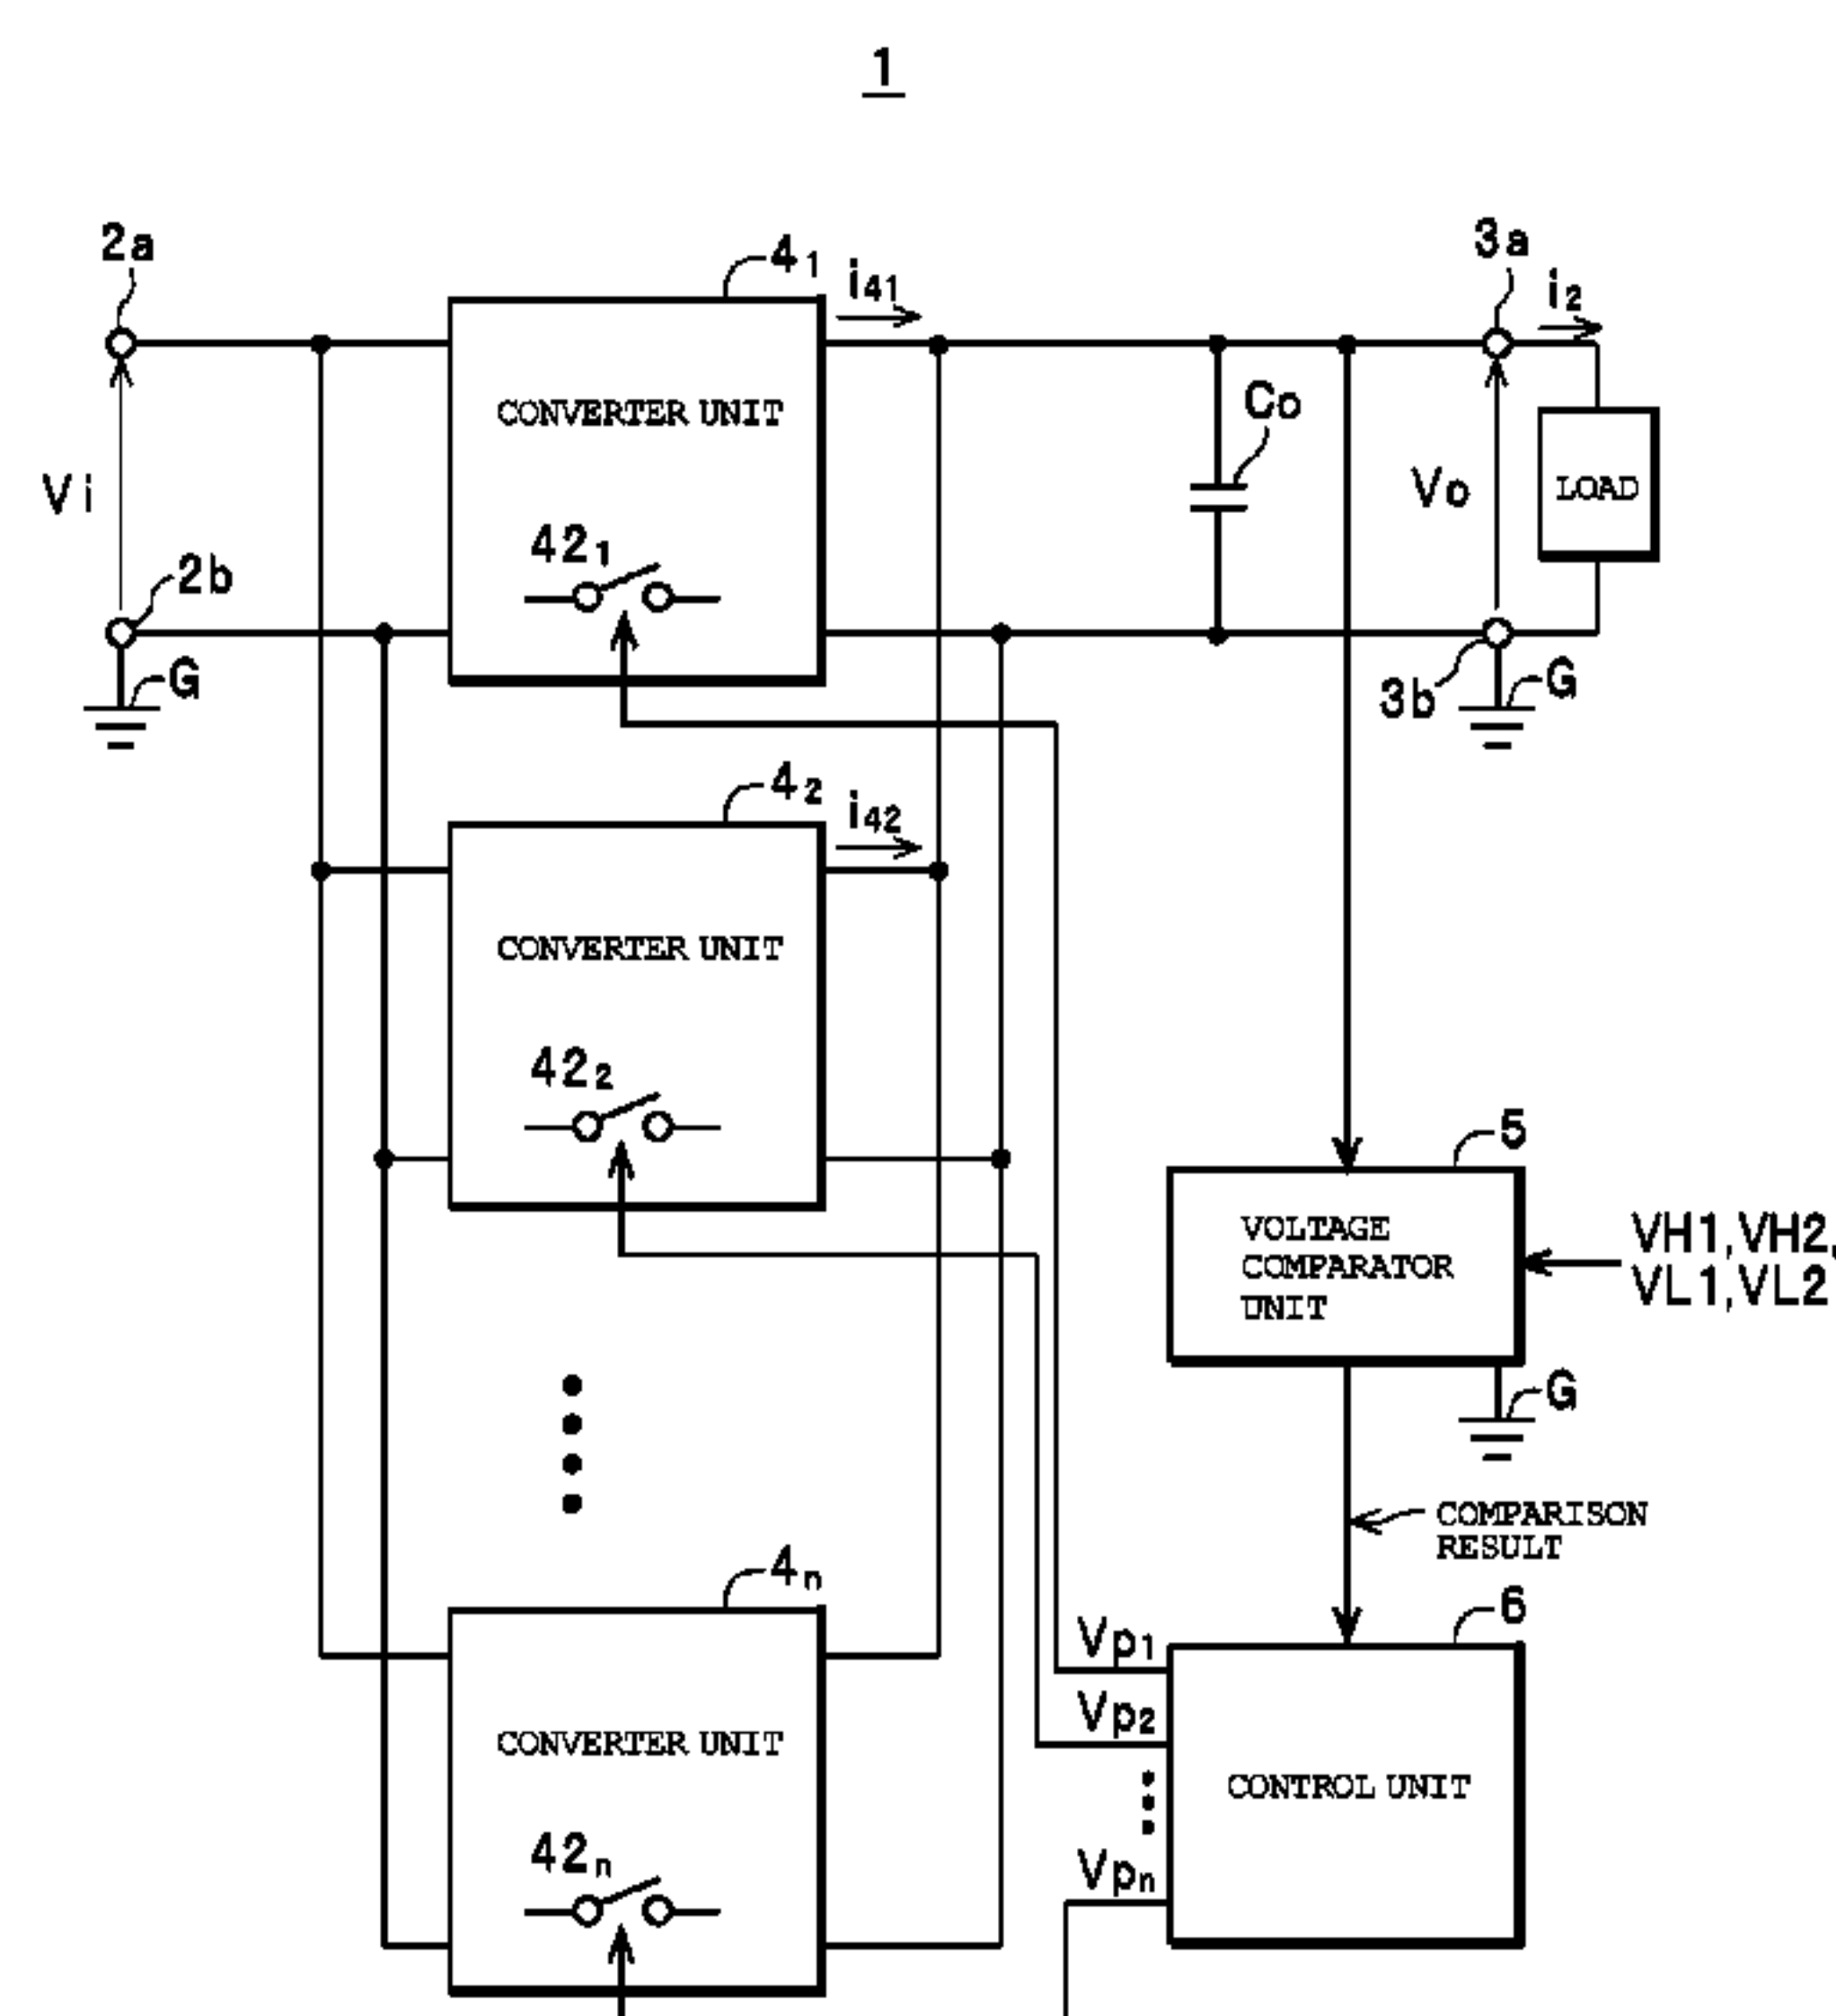 1
2a
4₁
i₄₁
3a
i₂
CONVERTER UNIT
Co
Vi
Vo
LOAD
42₁
2b
G
3b
G
4₂
i₄₂
CONVERTER UNIT
42₂
5
VOLTAGE
COMPARATOR
UNIT
VH1,VH2,
VL1,VL2
G
COMPARISON
RESULT
4ₙ
6
Vp₁
Vp₂
CONVERTER UNIT
CONTROL UNIT
42ₙ
Vpₙ